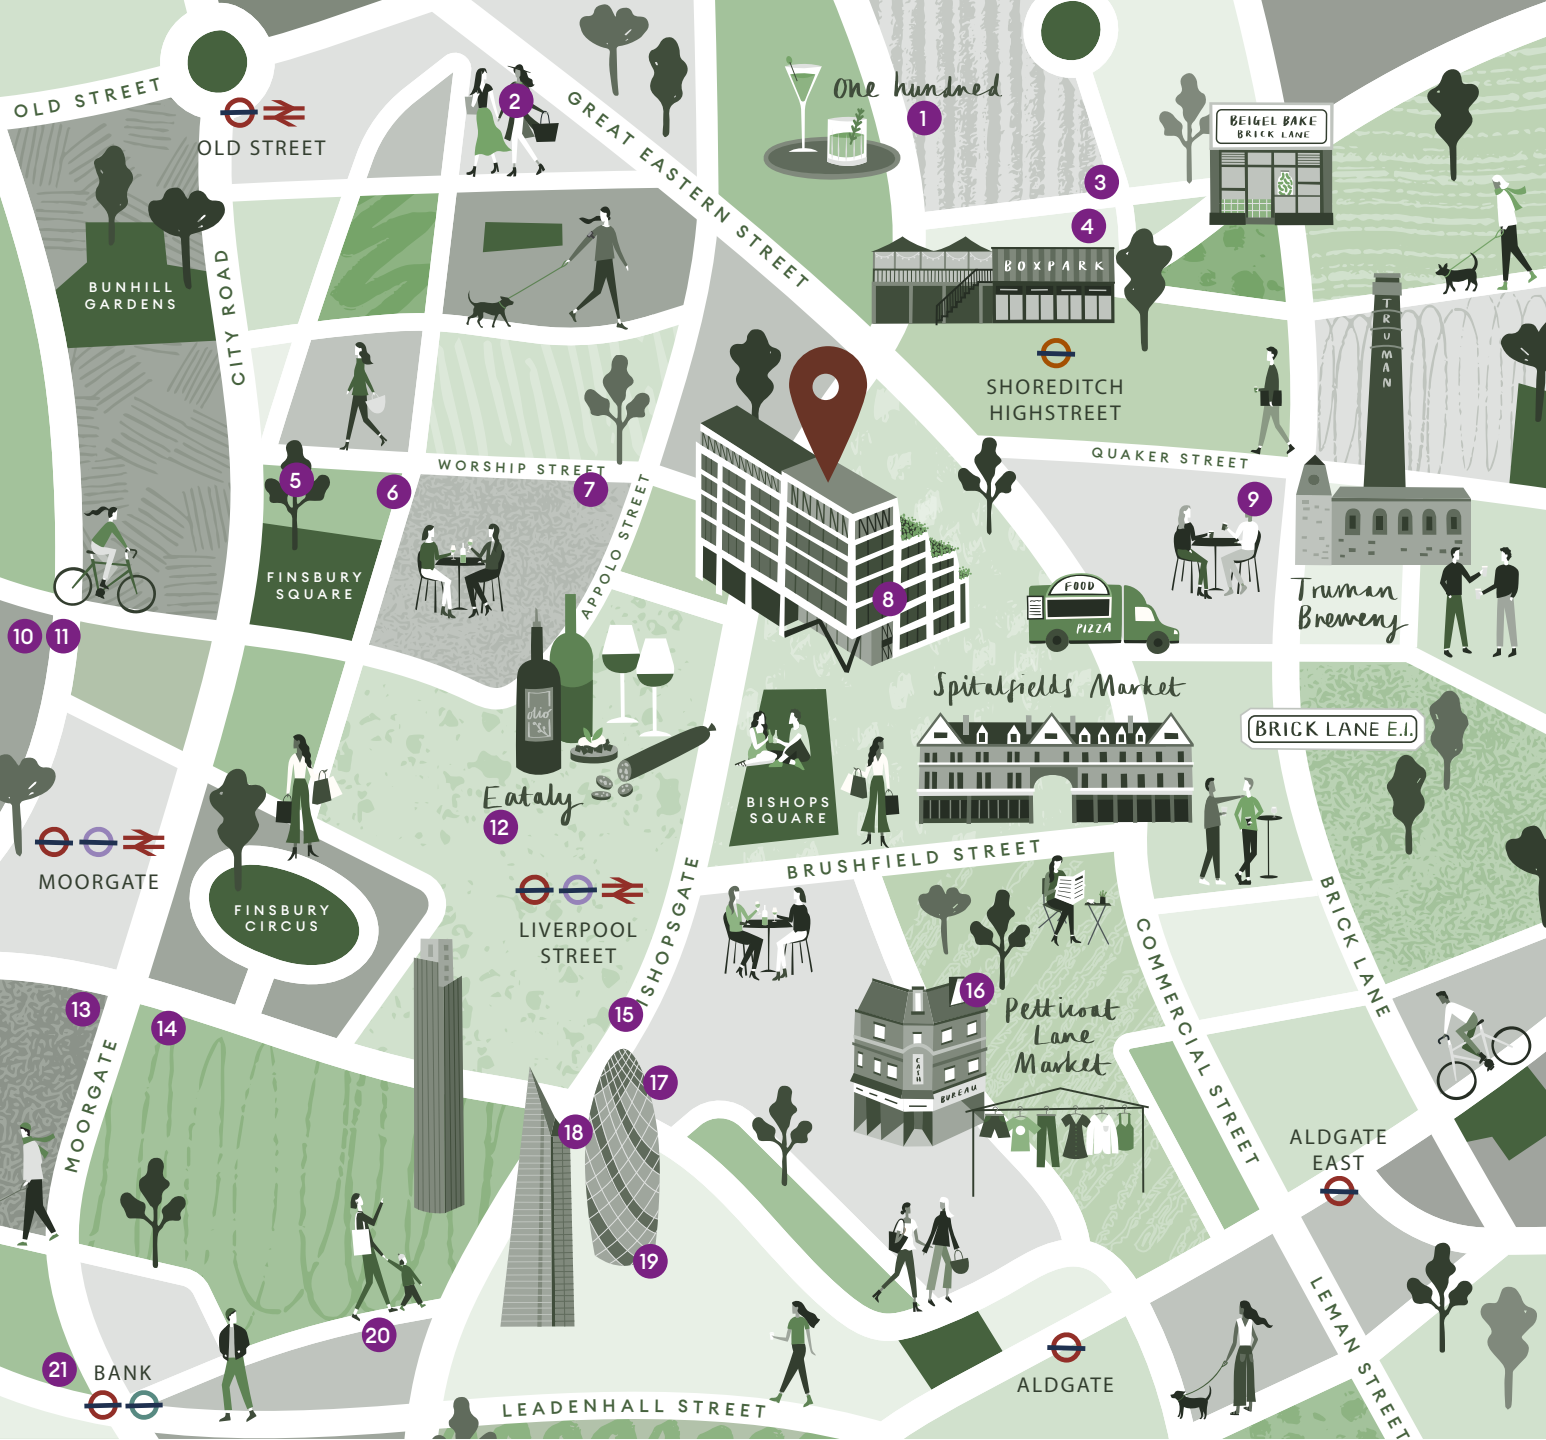 OLD STREET
OLD STREET
2
GREAT EASTERN STREET
One hundred
1
BEIGEL BAKE
BRICK LANE
3
4
BOXPARK
BUNHILL
GARDENS
CITY ROAD
TRUMAN
SHOREDITCH
HIGHSTREET
WORSHIP STREET
QUAKER STREET
5
6
7
9
APPOLO STREET
FINSBURY
SQUARE
8
FOOD
PIZZA
Truman
Brewery
10
11
Spitalfields Market
olio
BRICK LANE E.1.
Eataly
12
BISHOPS
SQUARE
BRUSHFIELD STREET
MOORGATE
FINSBURY
CIRCUS
LIVERPOOL
STREET
BISHOPSGATE
COMMERCIAL STREET
BRICK LANE
13
14
15
16
Petticoat
Lane
Market
CASH
BUREAU
MOORGATE
17
18
19
ALDGATE
EAST
20
21
BANK
ALDGATE
LEMAN STREET
LEADENHALL STREET